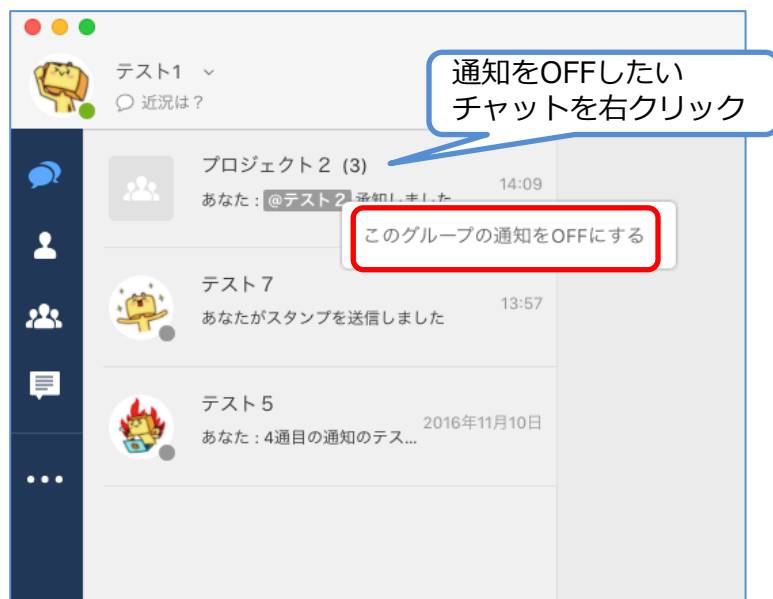 テスト1
近況は？
通知をOFFしたい
チャットを右クリック
プロジェクト２ (3)
14:09
あなた : @テスト２ 承知しました
このグループの通知をOFFにする
テスト７
13:57
あなたがスタンプを送信しました
テスト５
2016年11月10日
あなた : 4通目の通知のテス...